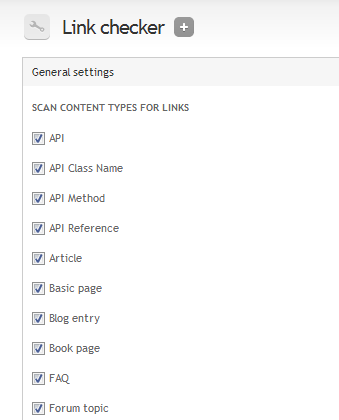 Link checker
General settings
SCAN CONTENT TYPES FOR LINKS
API
API Class Name
API Method
API Reference
Article
Basic page
Blog entry
Book page
FAQ
Forum topic